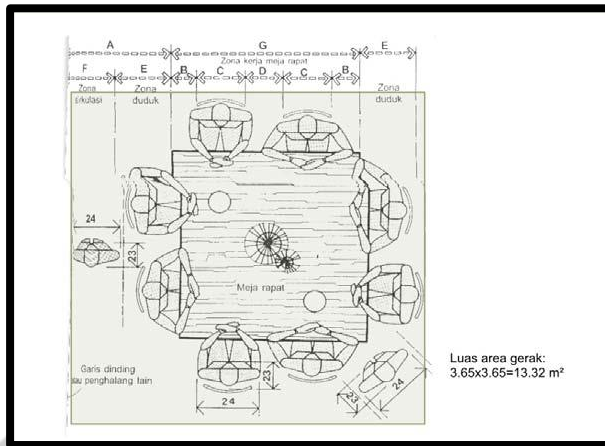 A G E
Zona kerja meja rapat
F E B C D C B
Zona sirkulasi
Zona duduk
Zona duduk
24
23
Meja rapat
Garis dinding
au penghalang lain
23
24
23
24
Luas area gerak:
3.65x3.65=13.32 m²